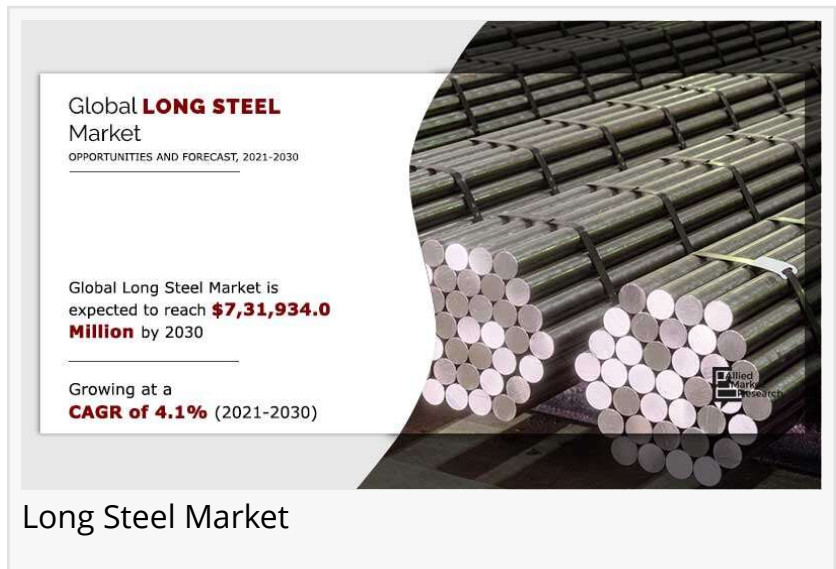 Global LONG STEEL
Market
OPPORTUNITIES AND FORECAST, 2021-2030
Global Long Steel Market is
expected to reach $7,31,934.0
Million by 2030
Growing at a
CAGR of 4.1% (2021-2030)
Allied
Market
Research
Long Steel Market